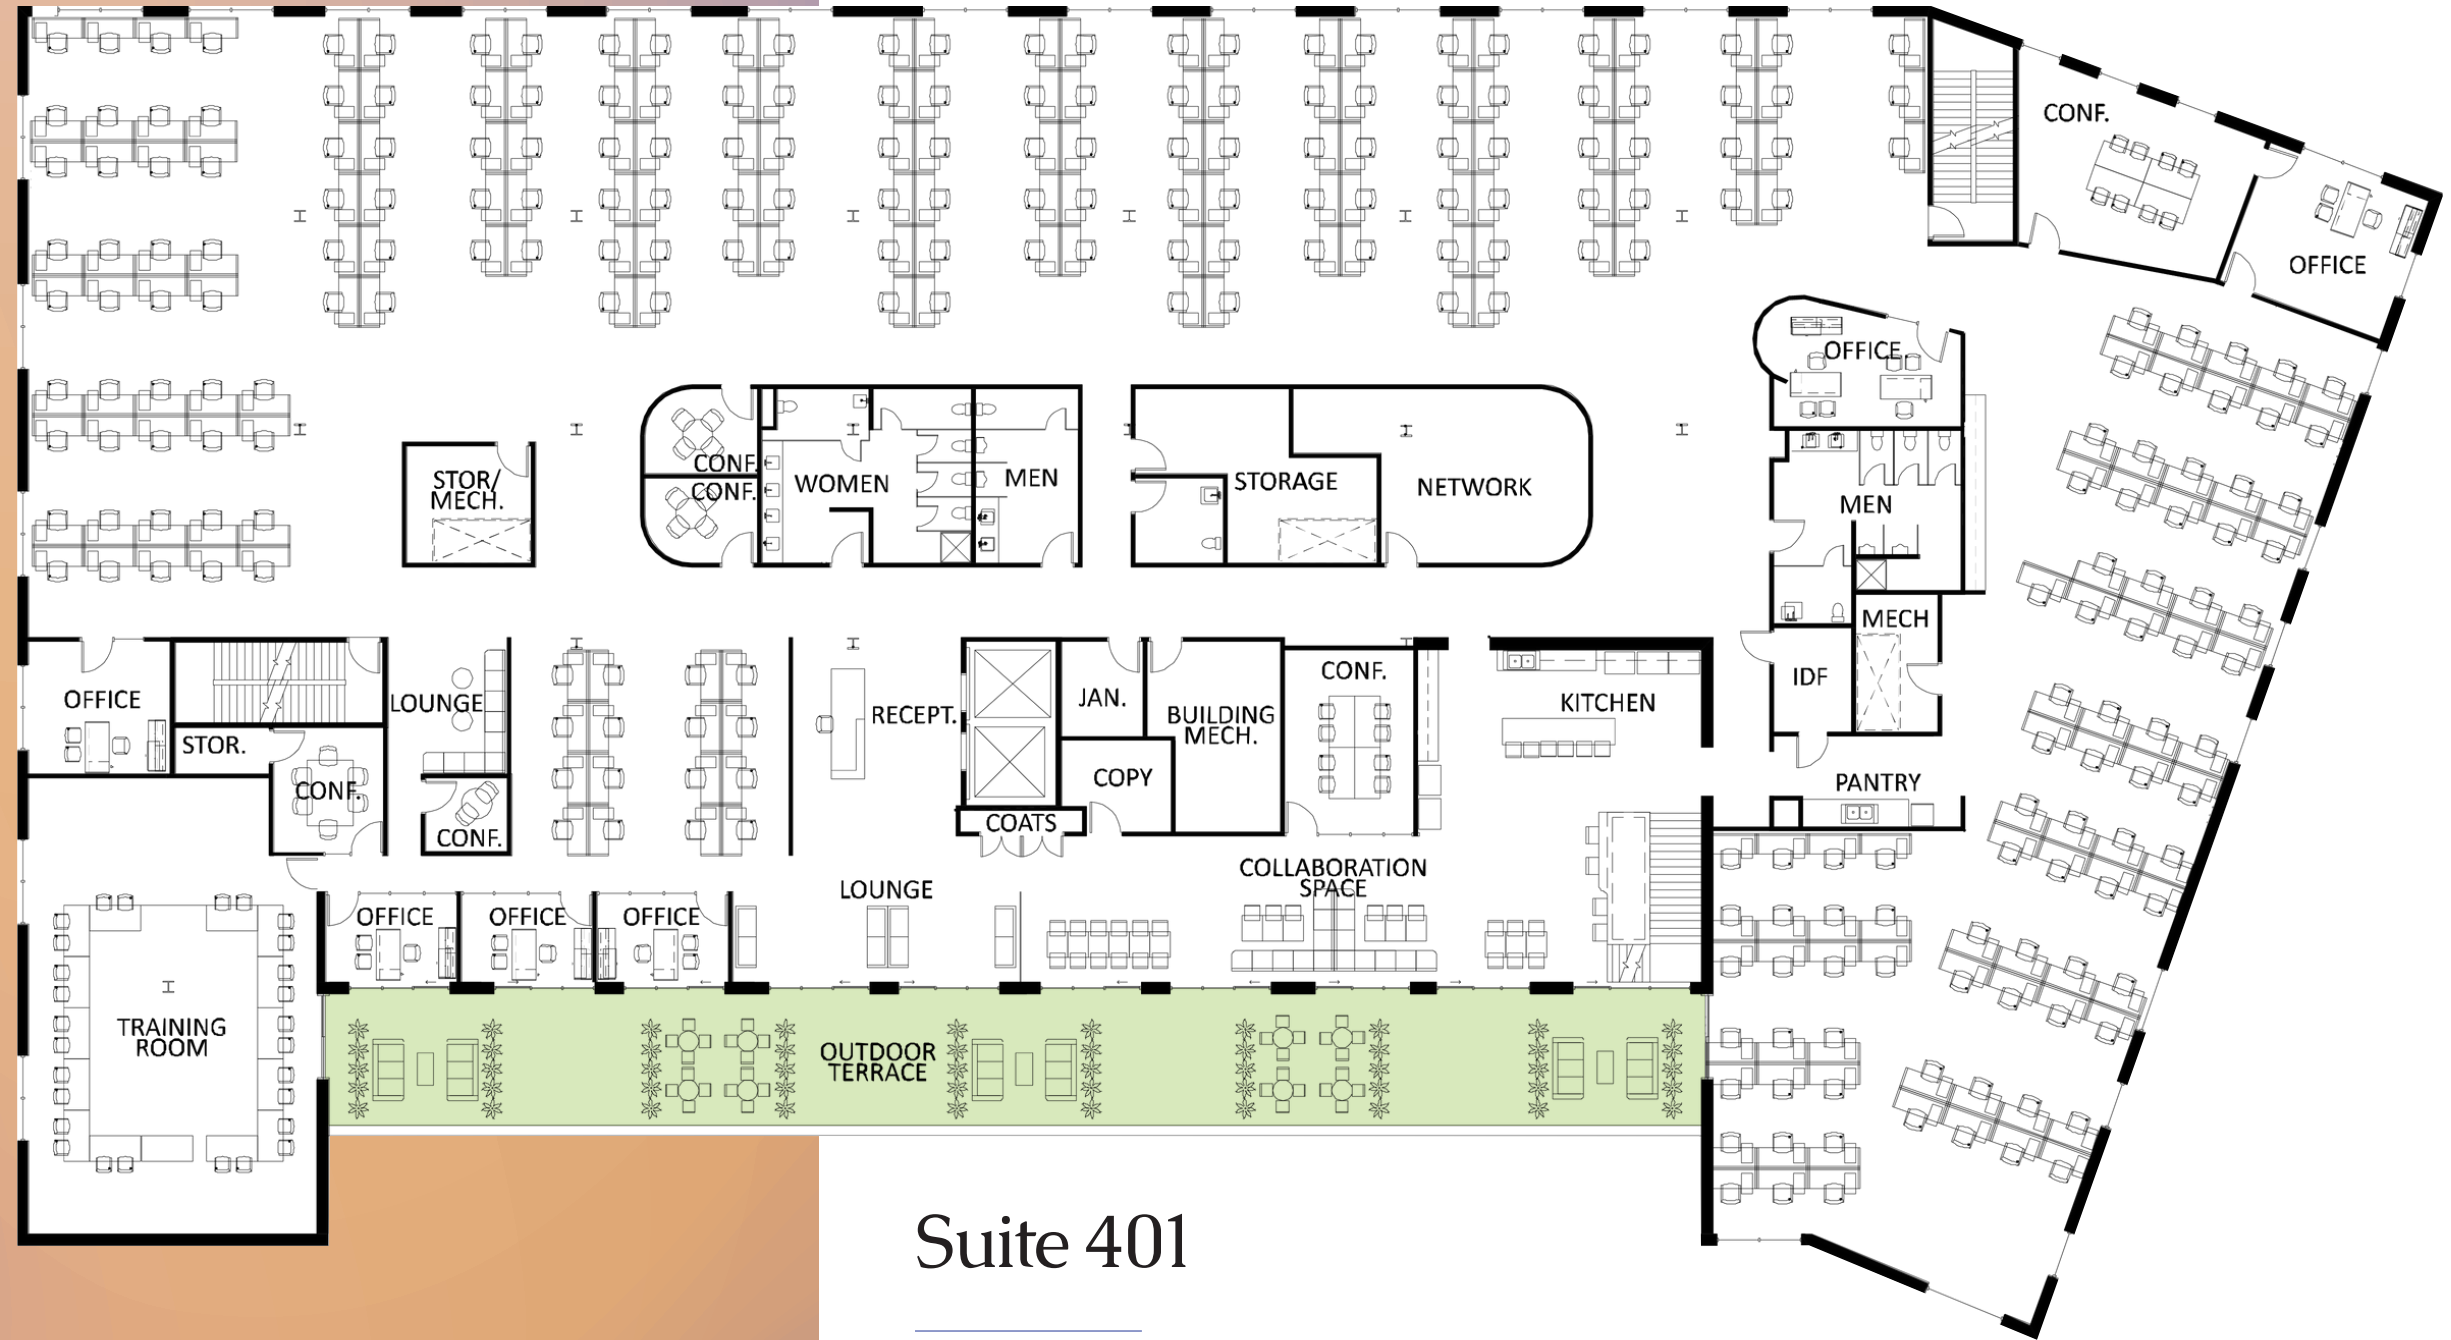 CONF.
OFFICE
OFFICE
CONF.
CONF.
STOR/
MECH.
WOMEN
MEN
STORAGE
NETWORK
MEN
MECH
IDF
OFFICE
LOUNGE
RECEPT.
JAN.
BUILDING
MECH.
CONF.
KITCHEN
STOR.
CONF.
CONF.
COPY
COATS
PANTRY
COLLABORATION
SPACE
LOUNGE
OFFICE
OFFICE
OFFICE
TRAINING
ROOM
OUTDOOR
TERRACE
Suite 401